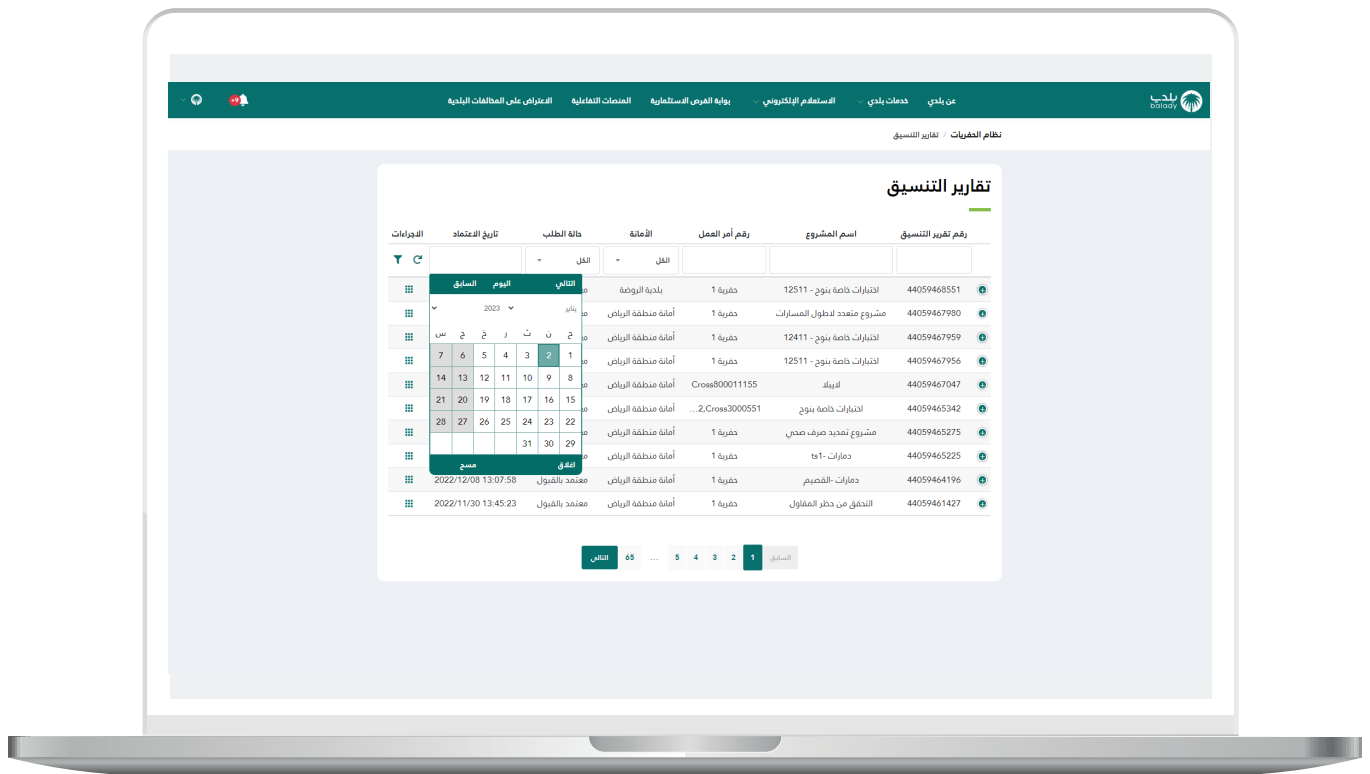 بلدي
balady
عن بلدي خدمات بلدي الاستعلام الإلكتروني بوابة الفرص الاستثمارية المنصات التفاعلية الاعتراض على المخالفات البلدية +9
نظام الحفريات / تقارير التنسيق
تقارير التنسيق
رقم تقرير التنسيق اسم المشروع رقم أمر العمل الأمانة حالة الطلب تاريخ الاعتماد الاجراءات
الكل الكل
44059468551 اختبارات خاصة بنوح - 12511 حفرية 1 بلدية الروضة
44059467980 مشروع متعدد لاطول المسارات حفرية 1 أمانة منطقة الرياض
44059467959 اختبارات خاصة بنوح - 12411 حفرية 1 أمانة منطقة الرياض
44059467956 اختبارات خاصة بنوح - 12511 حفرية 1 أمانة منطقة الرياض
44059467047 لايبلا Cross800011155 أمانة منطقة الرياض
44059465342 اختبارات خاصة بنوح 2,Cross3000551... أمانة منطقة الرياض
44059465275 مشروع تمديد صرف صحي حفرية 1 أمانة منطقة الرياض
44059465225 دمارات -ts1 حفرية 1 أمانة منطقة الرياض
44059464196 دمارات -القصيم حفرية 1 أمانة منطقة الرياض معتمد بالقبول 2022/12/08 13:07:58
44059461427 التحقق من حظر المقاول حفرية 1 أمانة منطقة الرياض معتمد بالقبول 2022/11/30 13:45:23
التالي اليوم السابق
يناير 2023
ح ن ث ر خ ج س
1 2 3 4 5 6 7
8 9 10 11 12 13 14
15 16 17 18 19 20 21
22 23 24 25 26 27 28
29 30 31
اغلاق مسح
السابق 1 2 3 4 5 ... 65 التالي